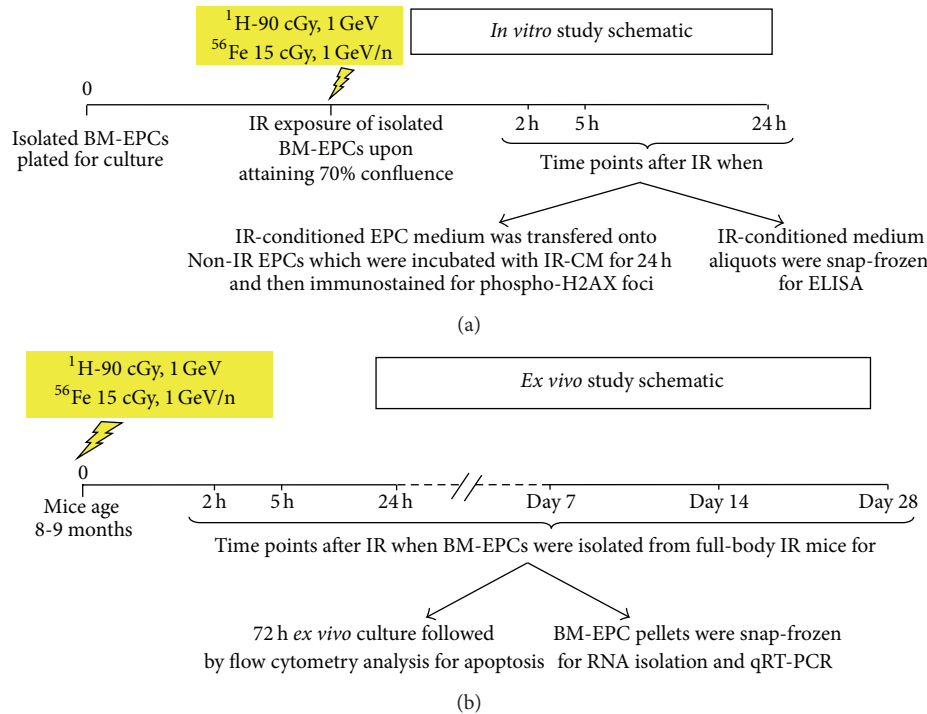 ¹H-90 cGy, 1 GeV
⁵⁶Fe 15 cGy, 1 GeV/n
In vitro study schematic
0
Isolated BM-EPCs
plated for culture
IR exposure of isolated
BM-EPCs upon
attaining 70% confluence
2 h 5 h 24 h
Time points after IR when
IR-conditioned EPC medium was transfered onto
Non-IR EPCs which were incubated with IR-CM for 24 h
and then immunostained for phospho-H2AX foci
IR-conditioned medium
aliquots were snap-frozen
for ELISA
(a)
¹H-90 cGy, 1 GeV
⁵⁶Fe 15 cGy, 1 GeV/n
Ex vivo study schematic
0
Mice age
8-9 months
2 h 5 h 24 h Day 7 Day 14 Day 28
Time points after IR when BM-EPCs were isolated from full-body IR mice for
72 h ex vivo culture followed
by flow cytometry analysis for apoptosis
BM-EPC pellets were snap-frozen
for RNA isolation and qRT-PCR
(b)